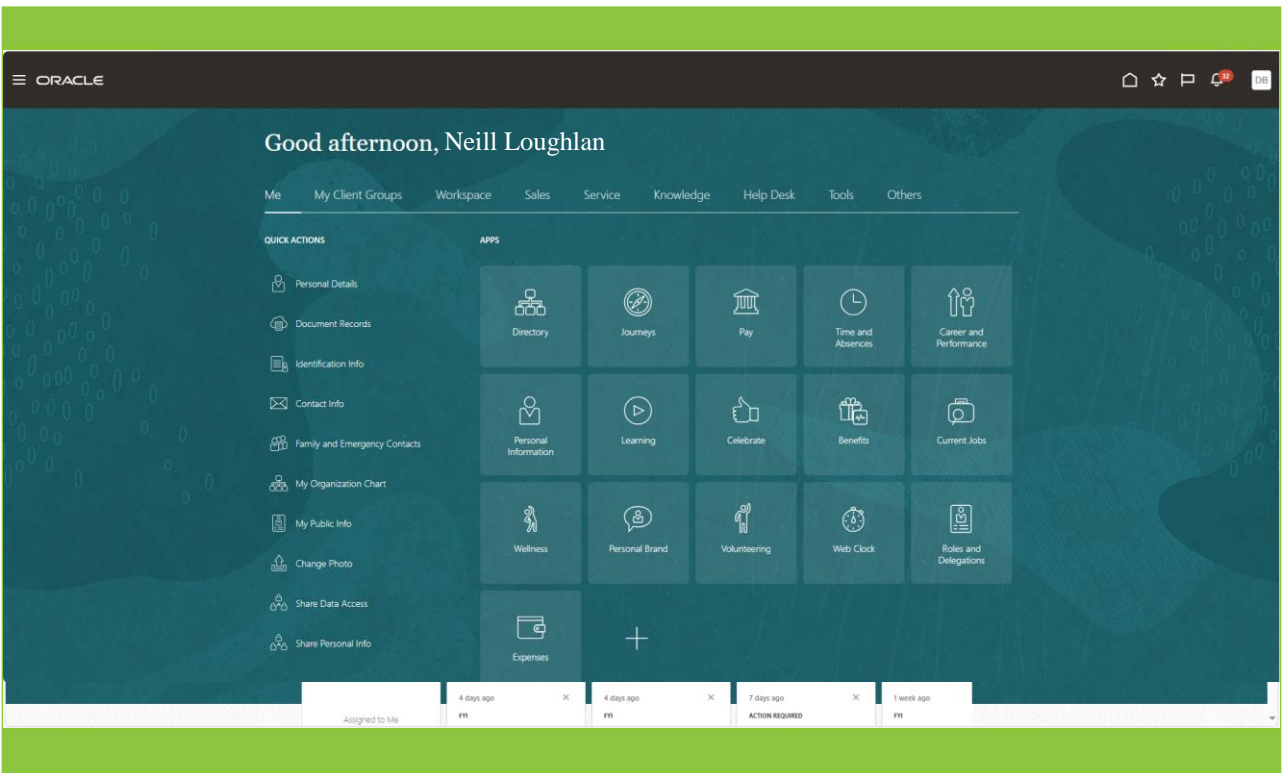 ORACLE
32
DB
Good afternoon, Neill Loughlan
Me My Client Groups Workspace Sales Service Knowledge Help Desk Tools Others
QUICK ACTIONS
Personal Details
Document Records
Identification Info
Contact Info
Family and Emergency Contacts
My Organization Chart
My Public Info
Change Photo
Share Data Access
Share Personal Info
APPS
Directory
Journeys
Pay
Time and
Absences
Career and
Performance
Personal
Information
Learning
Celebrate
Benefits
Current Jobs
Wellness
Personal Brand
Volunteering
Web Clock
Roles and
Delegations
Expenses
Assigned to Me
4 days ago
FYI
4 days ago
FYI
7 days ago
ACTION REQUIRED
1 week ago
FYI